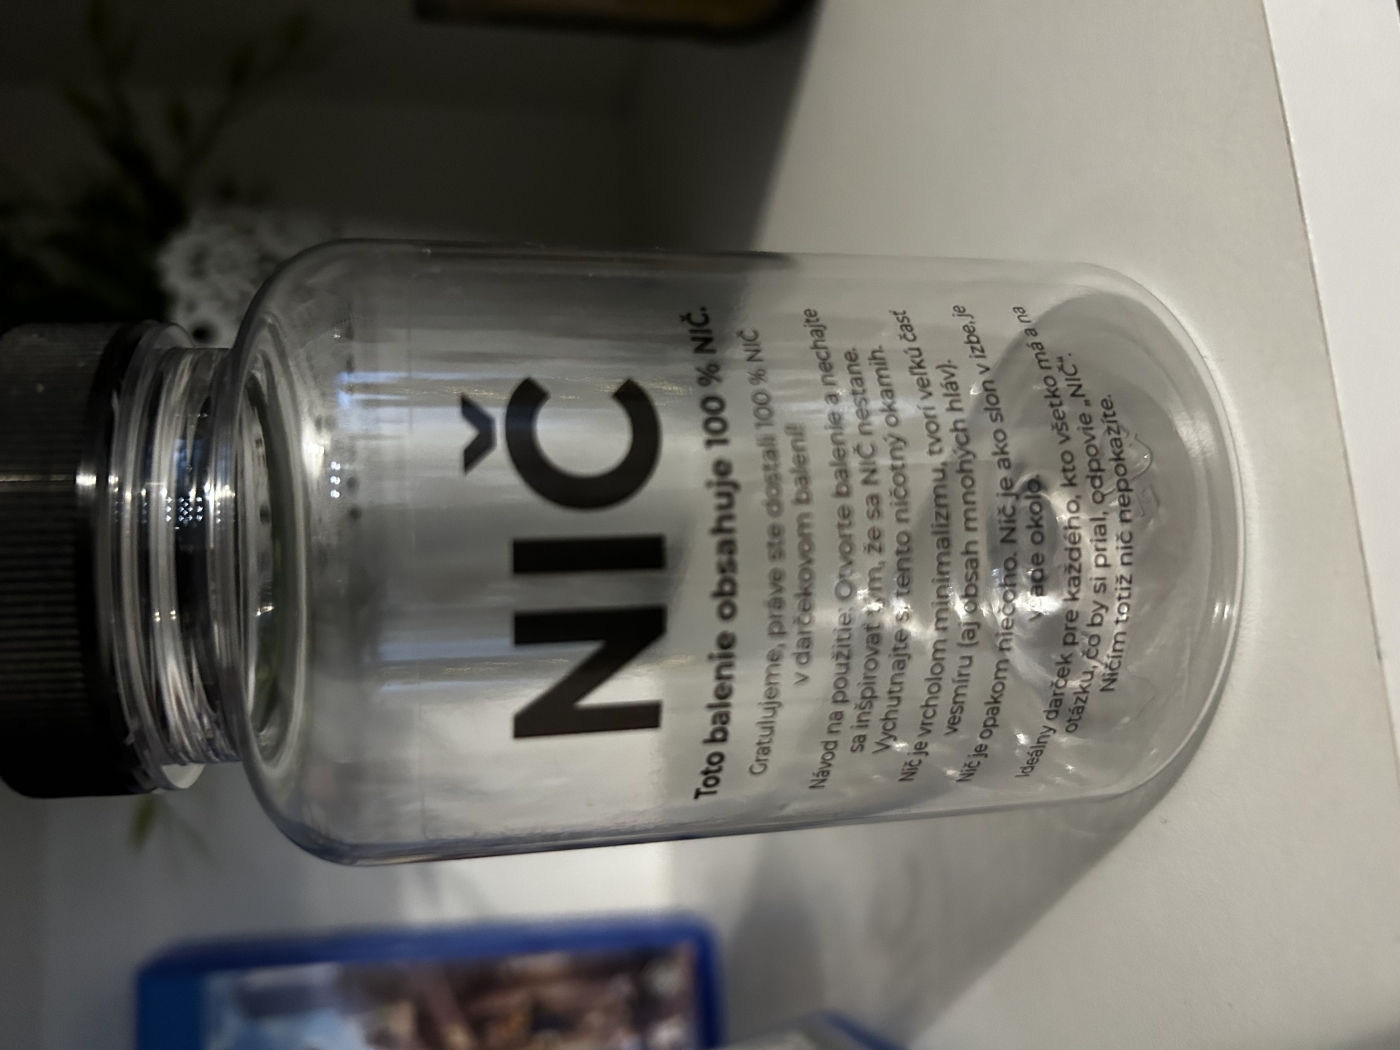 NIČ
Toto balenie obsahuje 100 % NIČ.
Gratulujeme, práve ste dostali 100 % NIČ
v darčekovom balení!
Návod na použitie: Otvorte balenie a nechajte
sa inšpirovať tým, že sa NIČ nestane.
Vychutnajte si tento ničotný okamih.
Nič je vrcholom minimalizmu, tvorí veľkú časť
vesmíru (aj obsah mnohých hláv).
Nič je opakom niečoho. Nič je ako slon v izbe, je
všade okolo.
Ideálny darček pre každého, kto všetko má a na
otázku, čo by si prial, odpovie „NIČ“.
Ničím totiž nič nepokazíte.